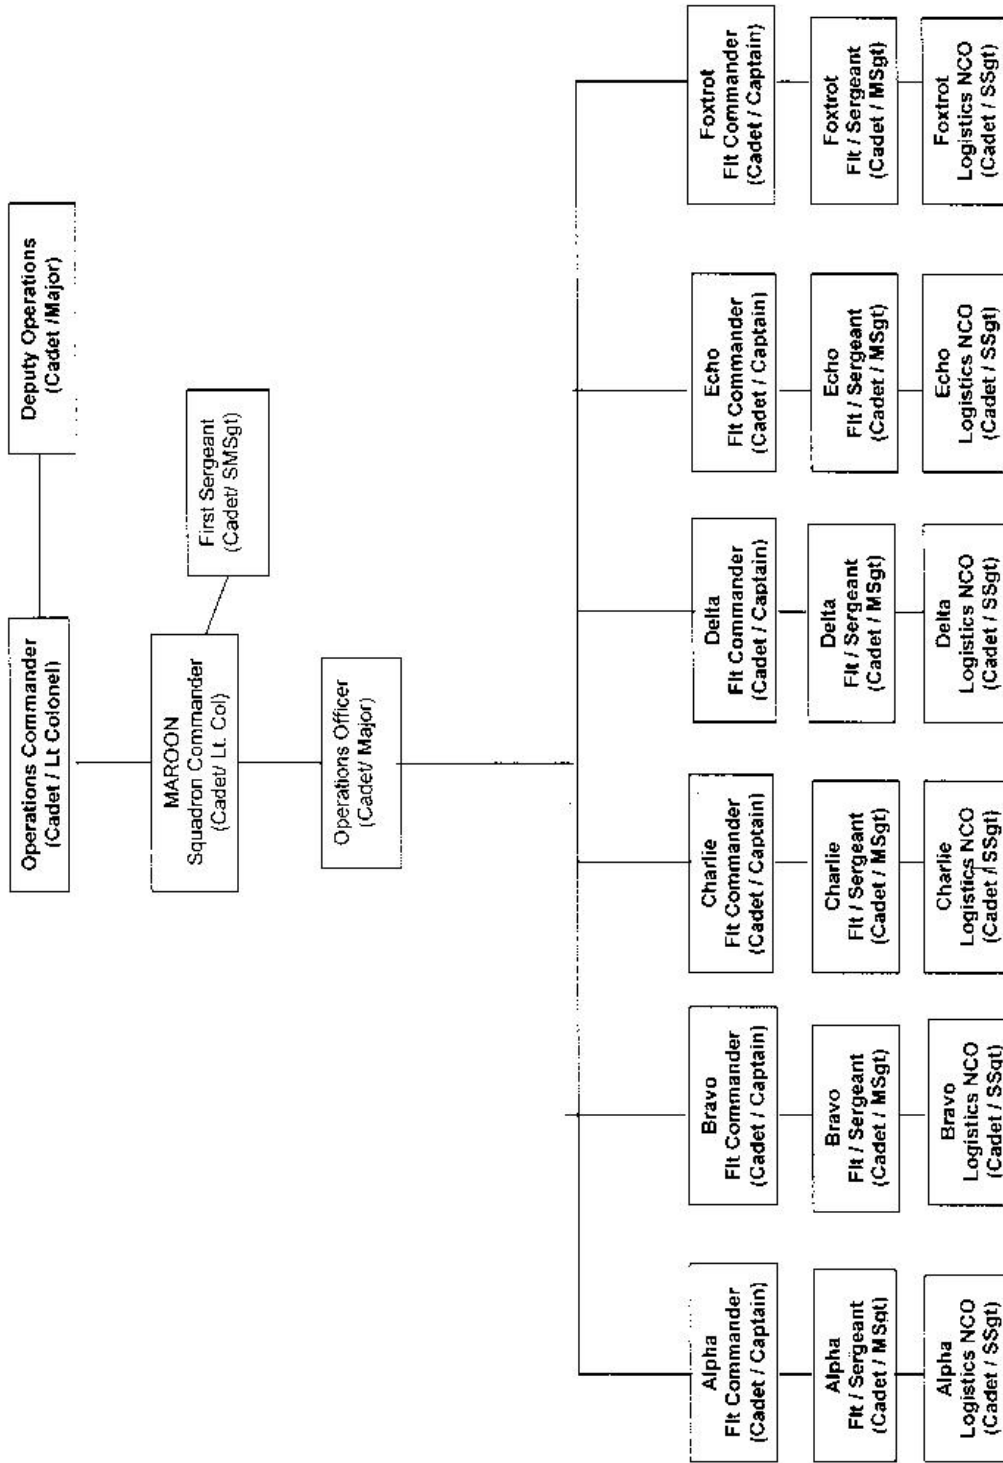 Operations Commander
(Cadet / Lt Colonel)
Deputy Operations
(Cadet /Major)
MAROON
Squadron Commander
(Cadet/ Lt. Col)
First Sergeant
(Cadet/ SMSgt)
Operations Officer
(Cadet/ Major)
Alpha
Flt Commander
(Cadet / Captain)
Bravo
Flt Commander
(Cadet / Captain)
Charlie
Flt Commander
(Cadet / Captain)
Delta
Flt Commander
(Cadet / Captain)
Echo
Flt Commander
(Cadet / Captain)
Foxtrot
Flt Commander
(Cadet / Captain)
Alpha
Flt / Sergeant
(Cadet / MSgt)
Bravo
Flt / Sergeant
(Cadet / MSgt)
Charlie
Flt / Sergeant
(Cadet / MSgt)
Delta
Flt / Sergeant
(Cadet / MSgt)
Echo
Flt / Sergeant
(Cadet / MSgt)
Foxtrot
Flt / Sergeant
(Cadet / MSgt)
Alpha
Logistics NCO
(Cadet / SSgt)
Bravo
Logistics NCO
(Cadet / SSgt)
Charlie
Logistics NCO
(Cadet / SSgt)
Delta
Logistics NCO
(Cadet / SSgt)
Echo
Logistics NCO
(Cadet / SSgt)
Foxtrot
Logistics NCO
(Cadet / SSgt)